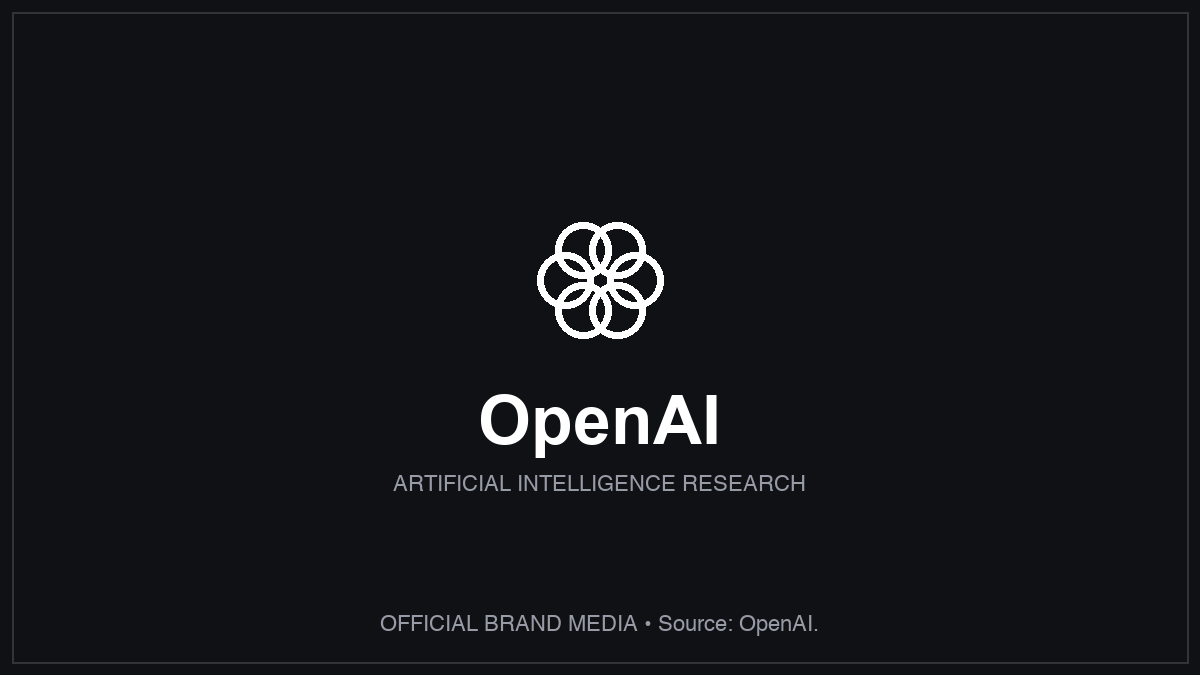 OpenAI
ARTIFICIAL INTELLIGENCE RESEARCH
OFFICIAL BRAND MEDIA • Source: OpenAI.